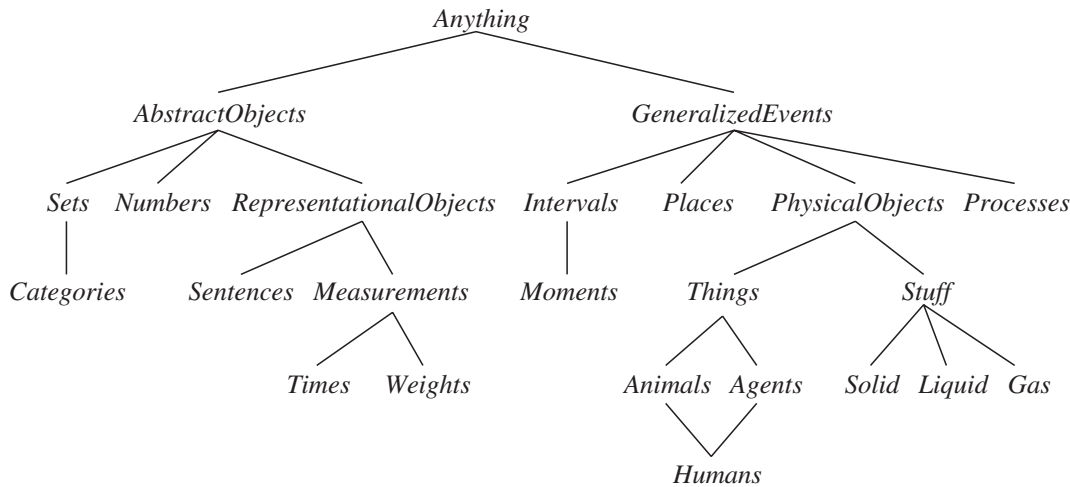 Anything
AbstractObjects GeneralizedEvents
Sets Numbers RepresentationalObjects Intervals Places PhysicalObjects Processes
Categories Sentences Measurements Moments Things Stuff
Times Weights Animals Agents Solid Liquid Gas
Humans